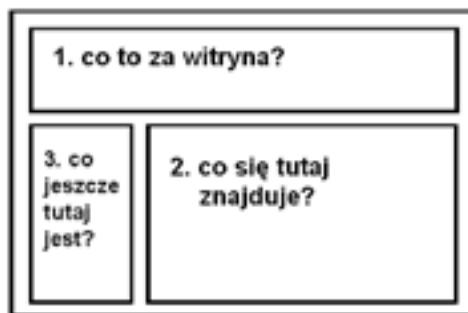 1. co to za witryna?
3. co
jeszcze
tutaj
jest?
2. co się tutaj
znajduje?